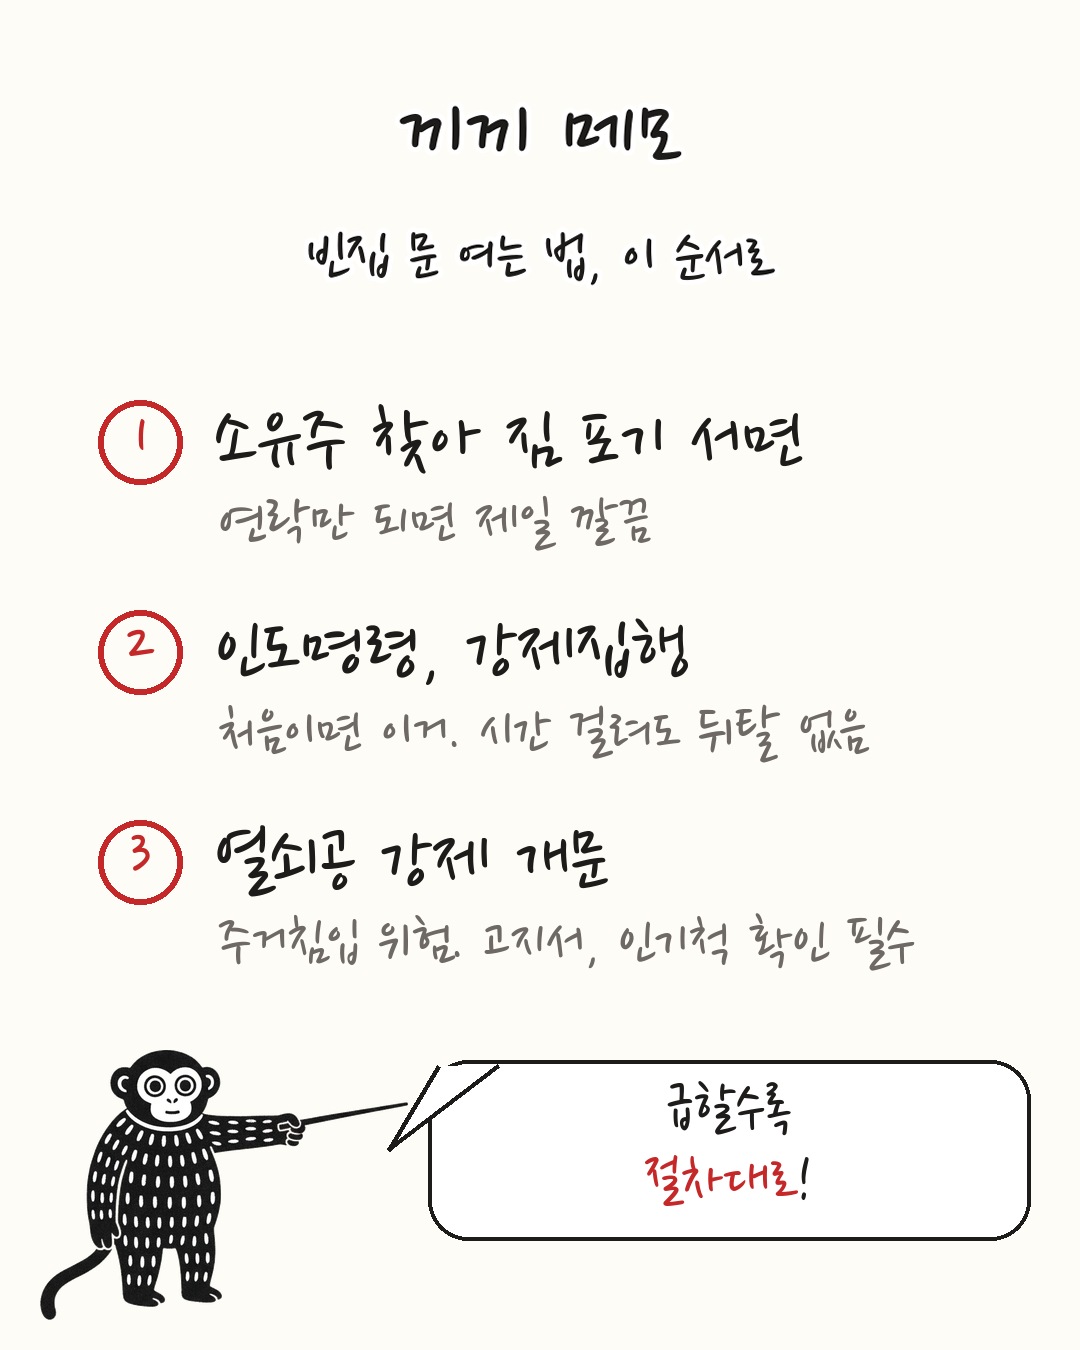 끼끼 메모
빈집 문 여는 법, 이 순서로
1 소유주 찾아 짐 포기 서면
연락만 되면 제일 깔끔
2 인도명령, 강제집행
처음이면 이거. 시간 걸려도 뒤탈 없음
3 열쇠공 강제 개문
주거침입 위험. 고지서, 인기척 확인 필수
급할수록
절차대로!